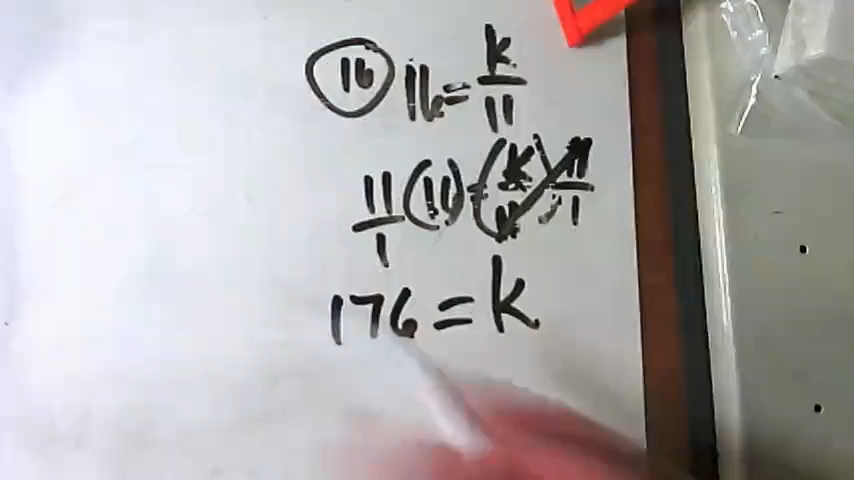 16 16 = k/11
11/1 (16) = (k/11) 11/1
176 = k